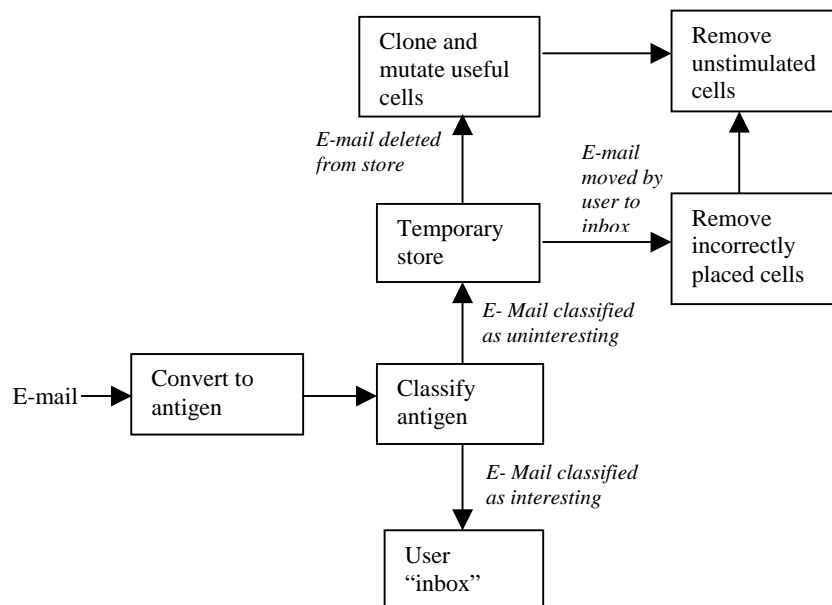 Clone and
mutate useful
cells
Remove
unstimulated
cells
E-mail deleted
from store
E-mail
moved by
user to
inbox
Temporary
store
Remove
incorrectly
placed cells
E- Mail classified
as uninteresting
E-mail
Convert to
antigen
Classify
antigen
E- Mail classified
as interesting
User
“inbox”